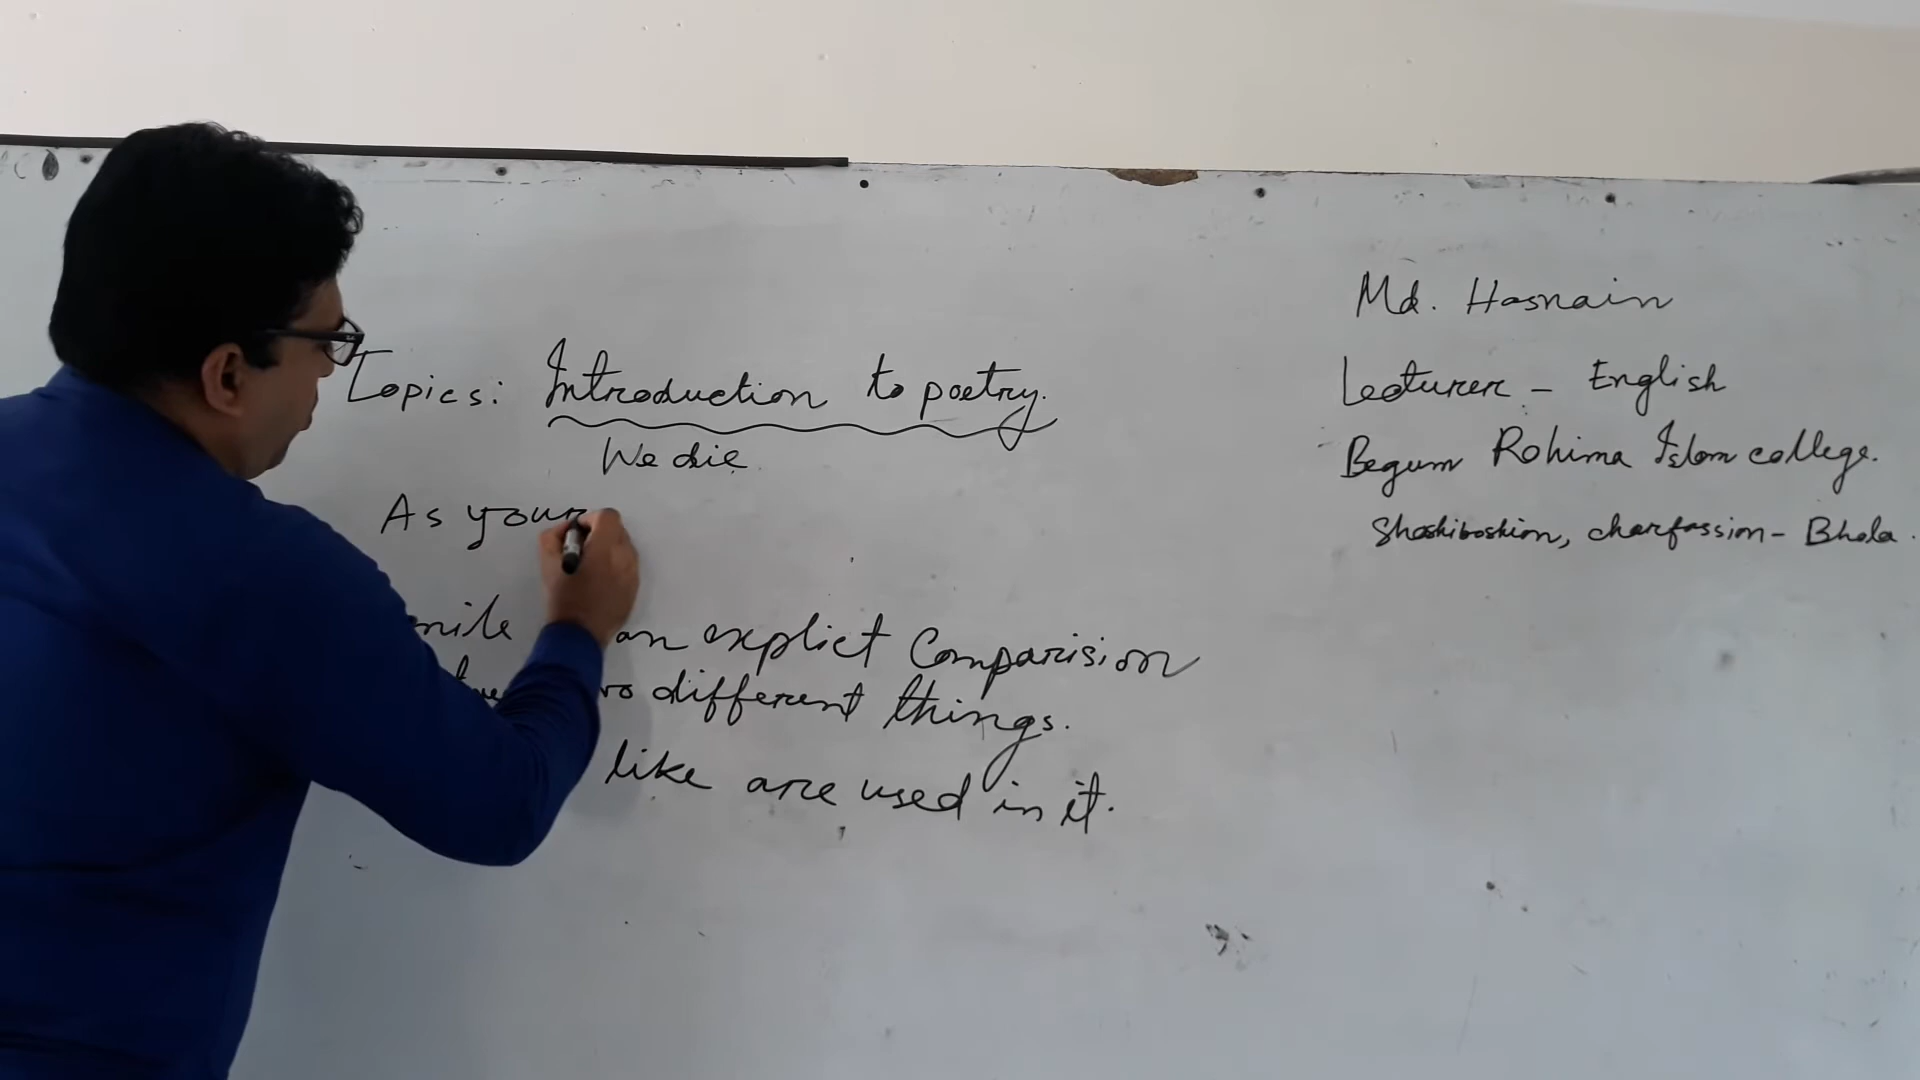 Topics: Introduction to poetry.
We die
As your
an explict Comparision
different things.
like are used in it.
Md. Hasnain
Lecturer - English
Begum Rohima Islam college.
Shashiboshion, charfassion - Bhola.